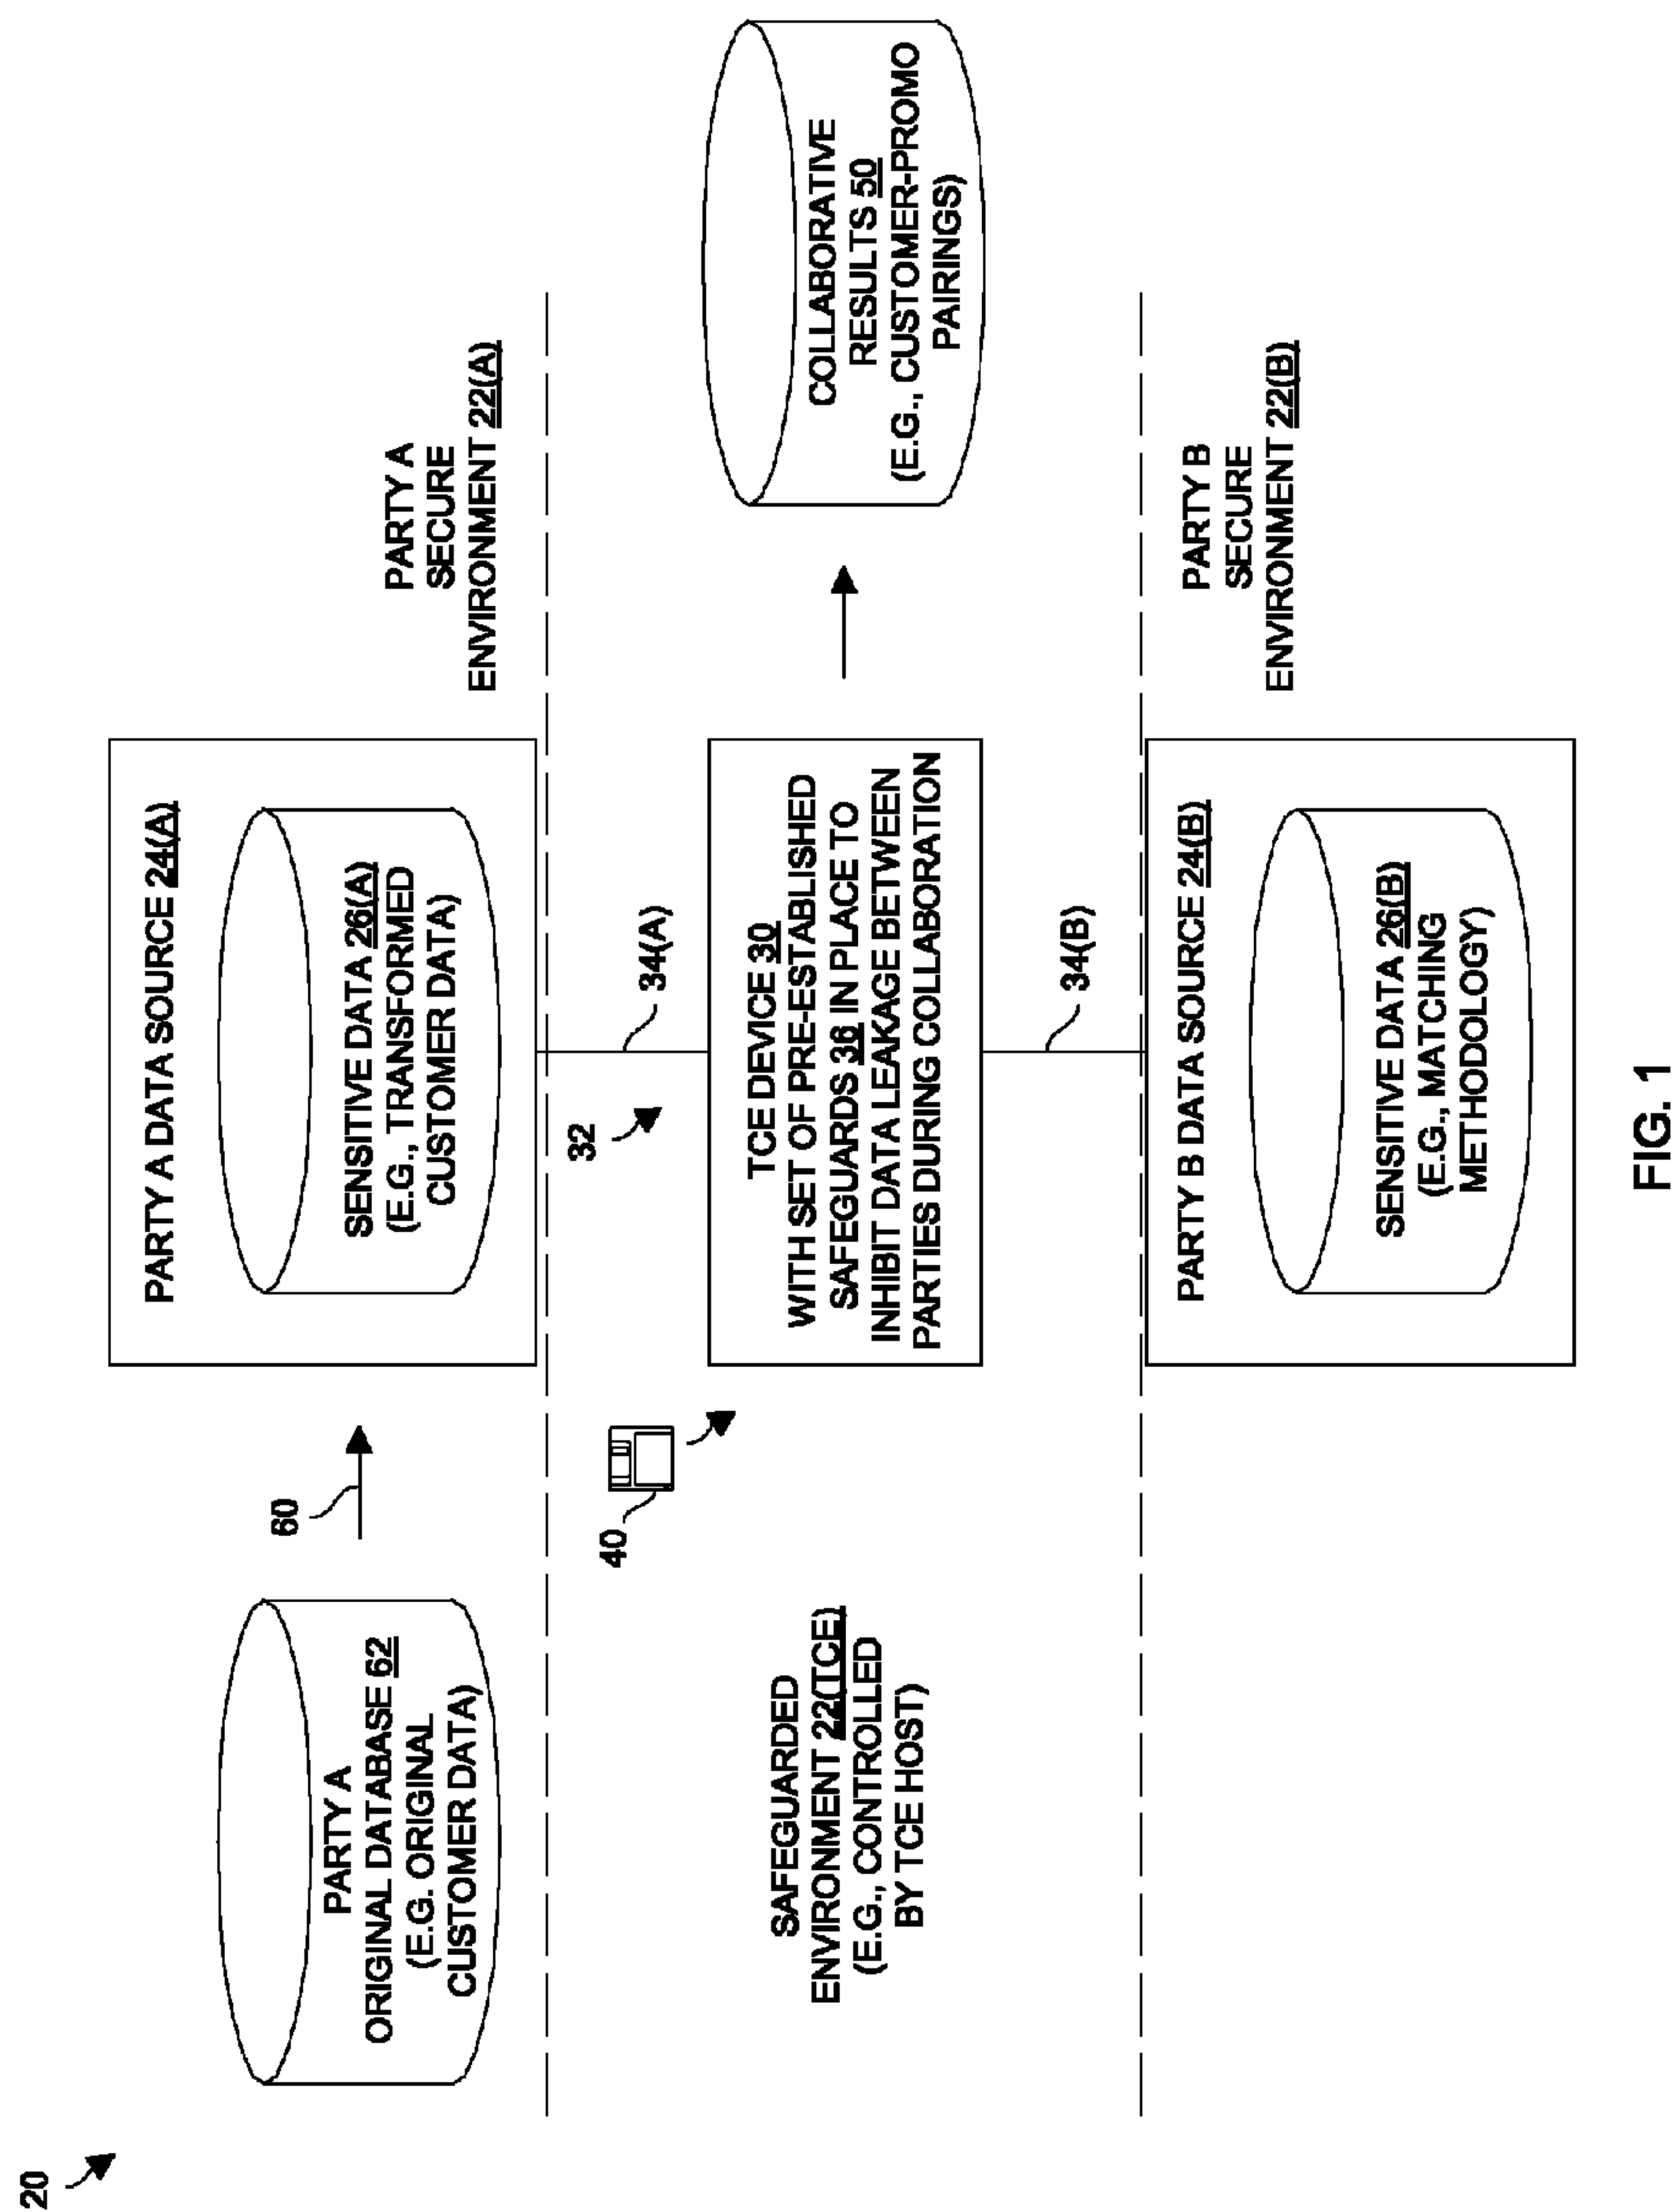 20
PARTY A
ORIGINAL DATABASE 62
(E.G. ORIGINAL
CUSTOMER DATA)
60
PARTY A DATA SOURCE 24(A)
SENSITIVE DATA 26(A)
(E.G., TRANSFORMED
CUSTOMER DATA)
PARTY A
SECURE
ENVIRONMENT 22(A)
32
34(A)
40
SAFEGUARDED
ENVIRONMENT 22(TCE)
(E.G., CONTROLLED
BY TCE HOST)
TCE DEVICE 30
WITH SET OF PRE-ESTABLISHED
SAFEGUARDS 36 IN PLACE TO
INHIBIT DATA LEAKAGE BETWEEN
PARTIES DURING COLLABORATION
COLLABORATIVE
RESULTS 50
(E.G., CUSTOMER-PROMO
PAIRINGS)
34(B)
PARTY B DATA SOURCE 24(B)
SENSITIVE DATA 26(B)
(E.G., MATCHING
METHODOLOGY)
PARTY B
SECURE
ENVIRONMENT 22(B)
FIG. 1